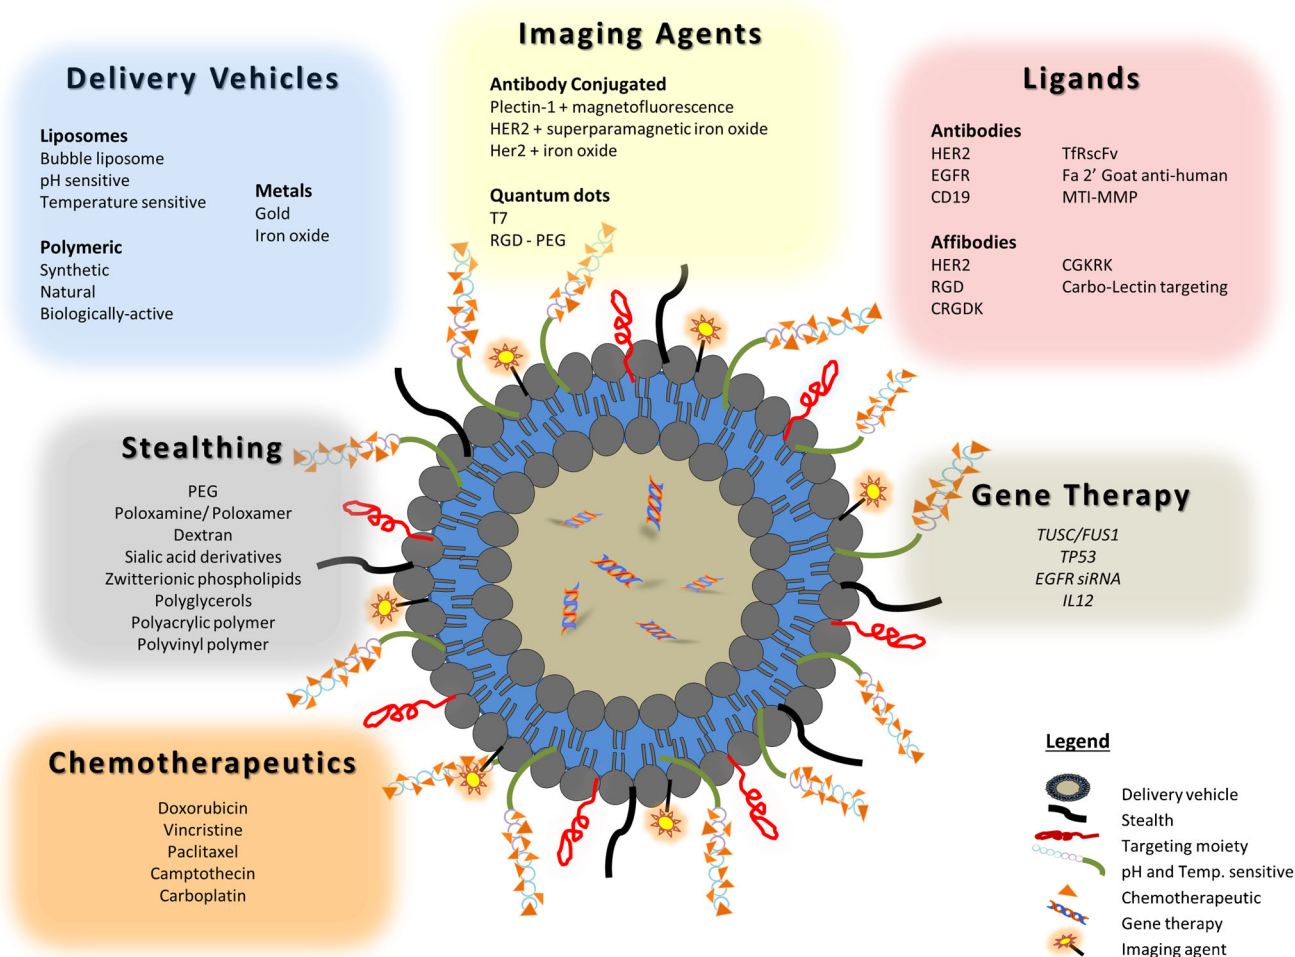 Imaging Agents
Antibody Conjugated
Plectin-1 + magnetofluorescence
HER2 + superparamagnetic iron oxide
Her2 + iron oxide
Quantum dots
T7
RGD - PEG
Delivery Vehicles
Liposomes
Bubble liposome
pH sensitive
Temperature sensitive
Polymeric
Synthetic
Natural
Biologically-active
Metals
Gold
Iron oxide
Ligands
Antibodies
HER2 TfRscFv
EGFR Fa 2’ Goat anti-human
CD19 MTI-MMP
Affibodies
HER2 CGKRK
RGD Carbo-Lectin targeting
CRGDK
Stealthing
PEG
Poloxamine/ Poloxamer
Dextran
Sialic acid derivatives
Zwitterionic phospholipids
Polyglycerols
Polyacrylic polymer
Polyvinyl polymer
Gene Therapy
TUSC/FUS1
TP53
EGFR siRNA
IL12
Chemotherapeutics
Doxorubicin
Vincristine
Paclitaxel
Camptothecin
Carboplatin
Legend
Delivery vehicle
Stealth
Targeting moiety
pH and Temp. sensitive
Chemotherapeutic
Gene therapy
Imaging agent